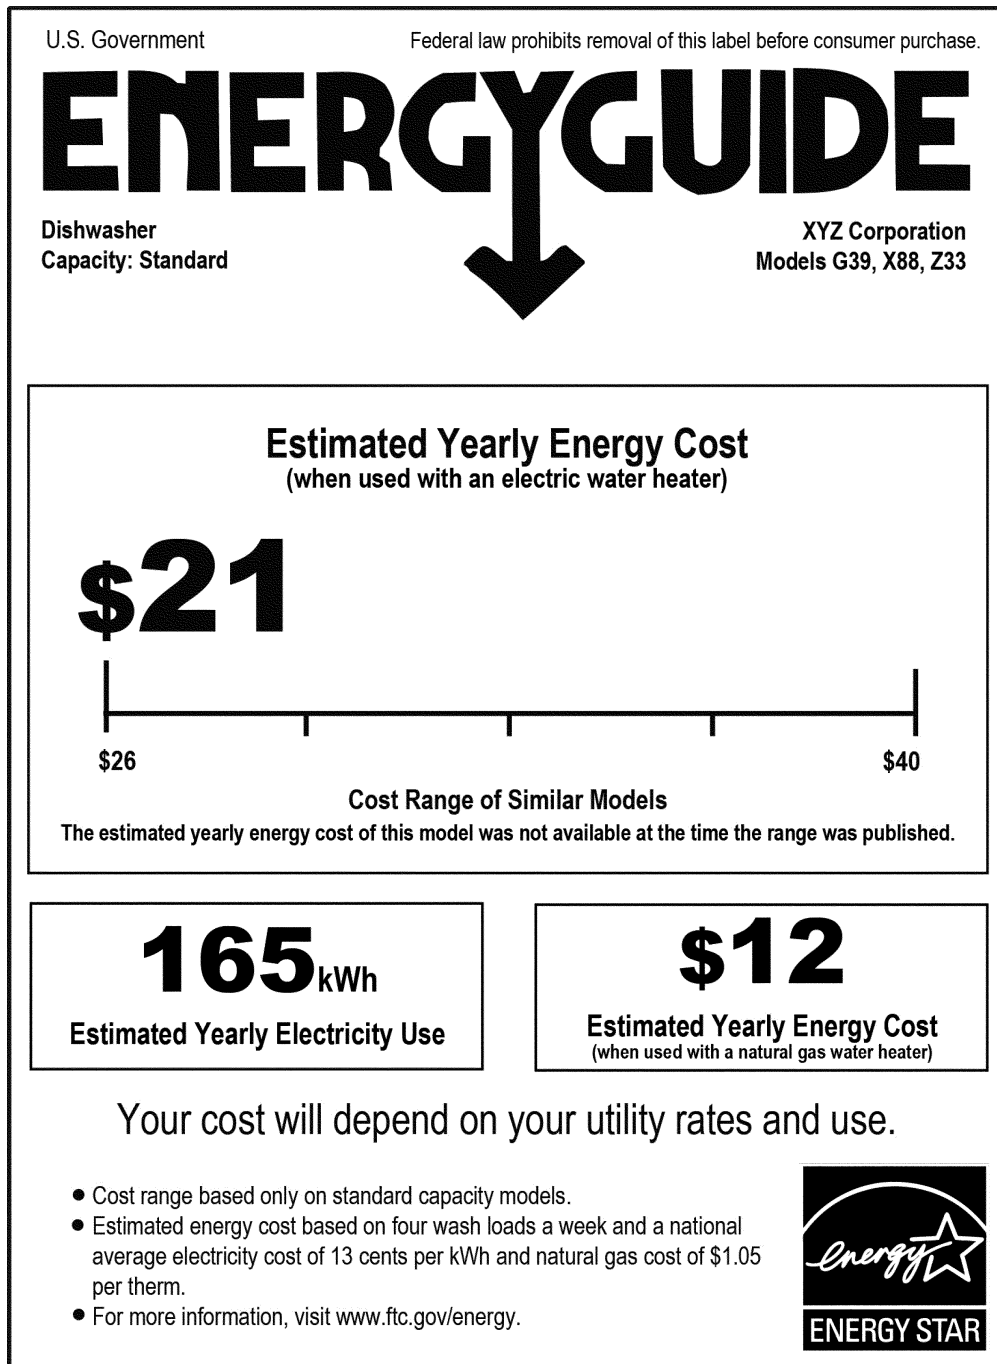 U.S. Government
Federal law prohibits removal of this label before consumer purchase.
ENERGYGUIDE
Dishwasher
Capacity: Standard
XYZ Corporation
Models G39, X88, Z33
Estimated Yearly Energy Cost
(when used with an electric water heater)
$21
$26
$40
Cost Range of Similar Models
The estimated yearly energy cost of this model was not available at the time the range was published.
165kWh
Estimated Yearly Electricity Use
$12
Estimated Yearly Energy Cost
(when used with a natural gas water heater)
Your cost will depend on your utility rates and use.
● Cost range based only on standard capacity models.
● Estimated energy cost based on four wash loads a week and a national
average electricity cost of 13 cents per kWh and natural gas cost of $1.05
per therm.
● For more information, visit www.ftc.gov/energy.
energy
ENERGY STAR